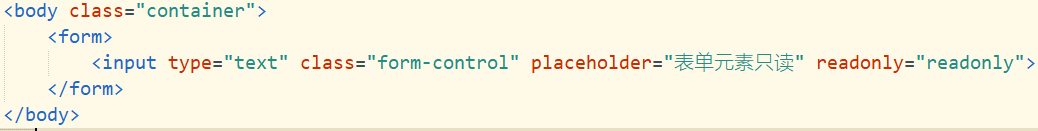 <body class="container">
<form>
<input type="text" class="form-control" placeholder="表单元素只读" readonly="readonly">
</form>
</body>